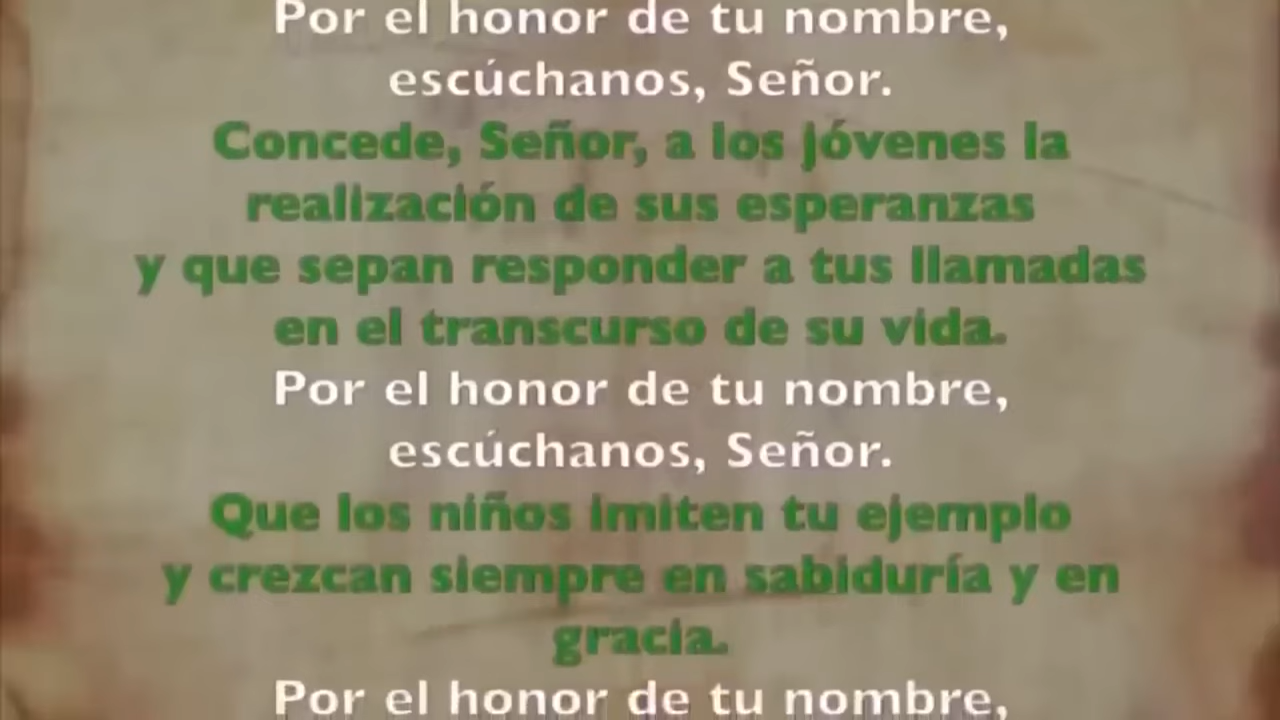 Por el honor de tu nombre,
escúchanos, Señor.
Concede, Señor, a los jóvenes la
realización de sus esperanzas
y que sepan responder a tus llamadas
en el transcurso de su vida.
Por el honor de tu nombre,
escúchanos, Señor.
Que los niños imiten tu ejemplo
y crezcan siempre en sabiduría y en
gracia.
Por el honor de tu nombre,